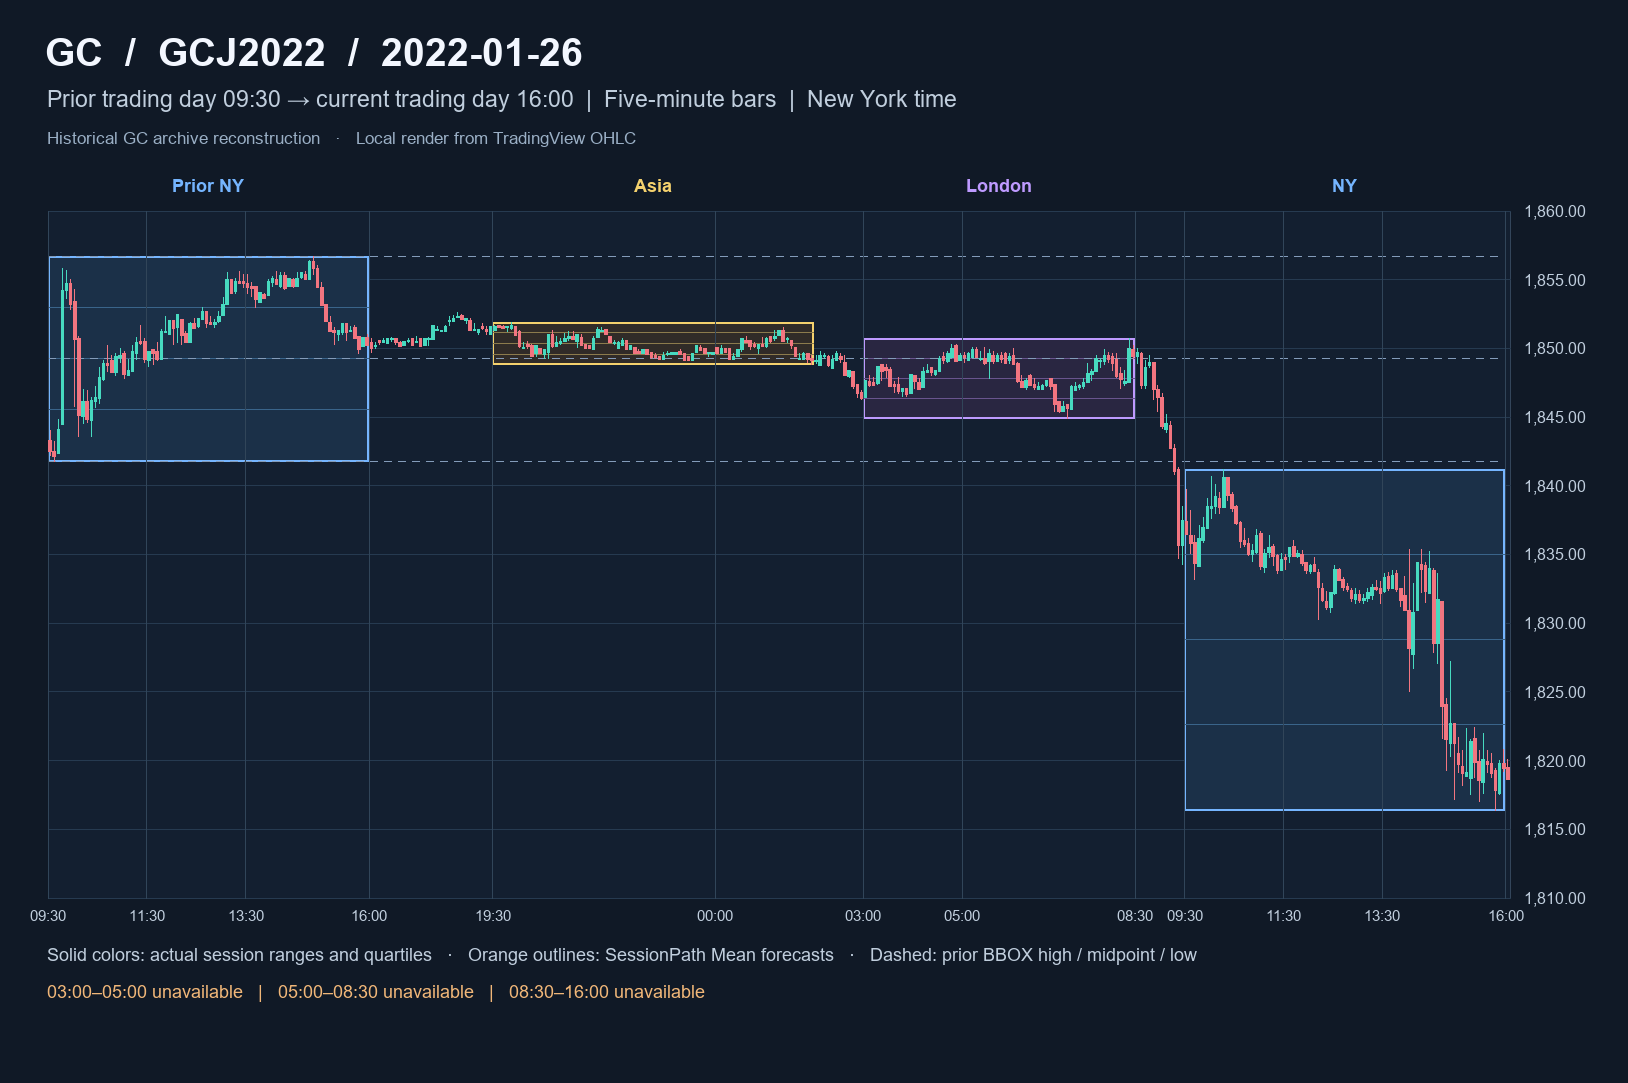 GC / GCJ2022 / 2022-01-26
Prior trading day 09:30 → current trading day 16:00 | Five-minute bars | New York time
Historical GC archive reconstruction · Local render from TradingView OHLC
Prior NY Asia London NY
1,860.00
1,855.00
1,850.00
1,845.00
1,840.00
1,835.00
1,830.00
1,825.00
1,820.00
1,815.00
1,810.00
09:30 11:30 13:30 16:00 19:30 00:00 03:00 05:00 08:30 09:30 11:30 13:30 16:00
Solid colors: actual session ranges and quartiles · Orange outlines: SessionPath Mean forecasts · Dashed: prior BBOX high / midpoint / low
03:00–05:00 unavailable | 05:00–08:30 unavailable | 08:30–16:00 unavailable